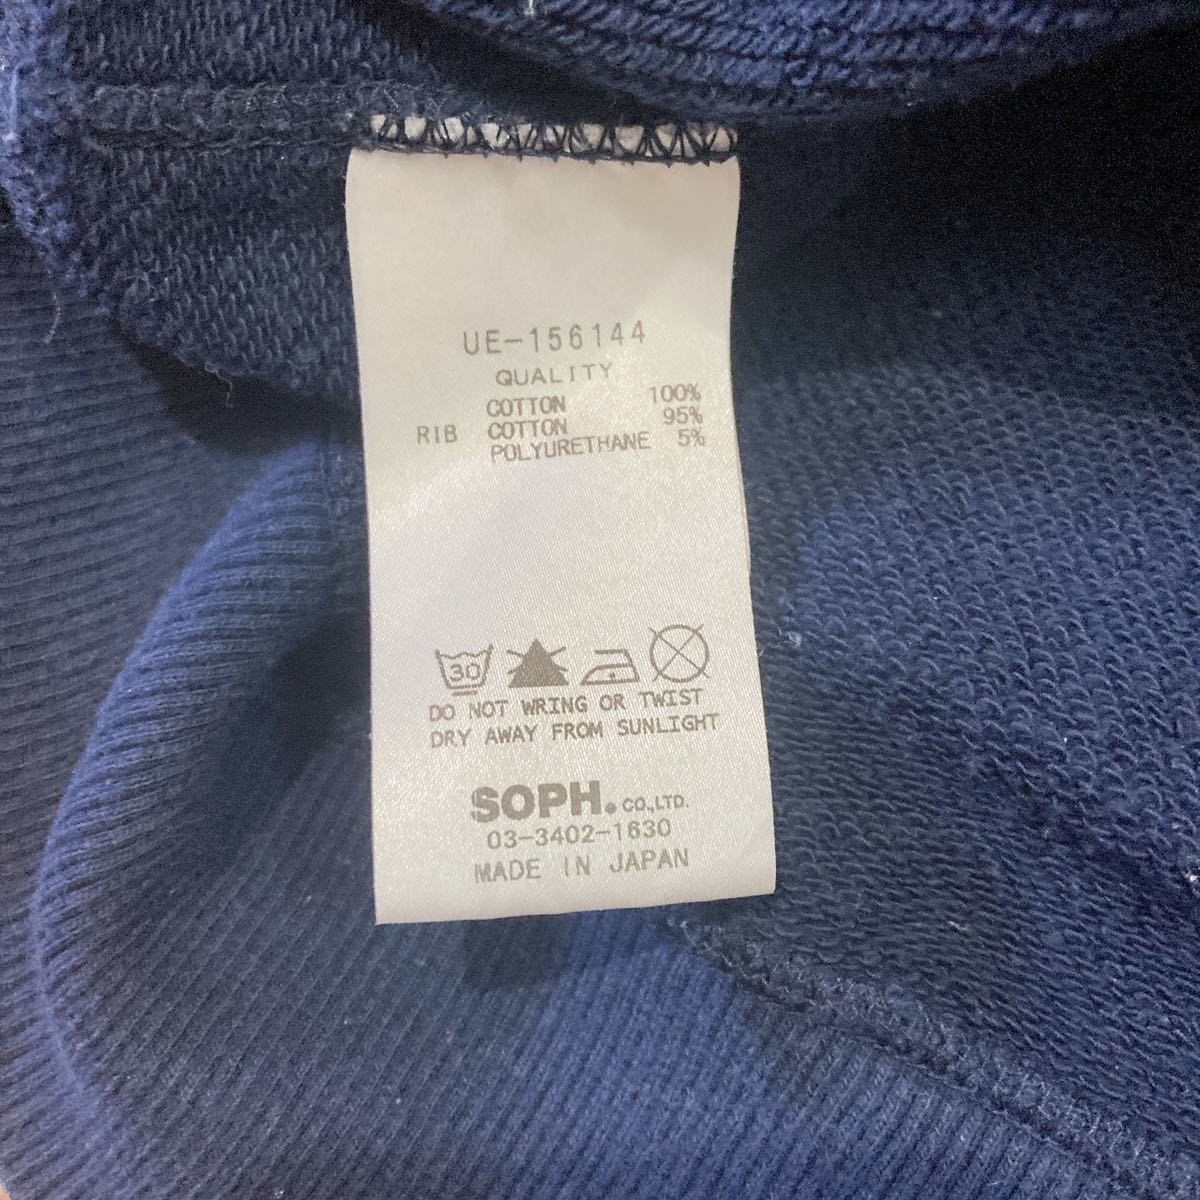 UE-156144
QUALITY
COTTON 100%
RIB COTTON 95%
POLYURETHANE 5%
30
DO NOT WRING OR TWIST
DRY AWAY FROM SUNLIGHT
SOPH. CO.,LTD.
03-3402-1630
MADE IN JAPAN